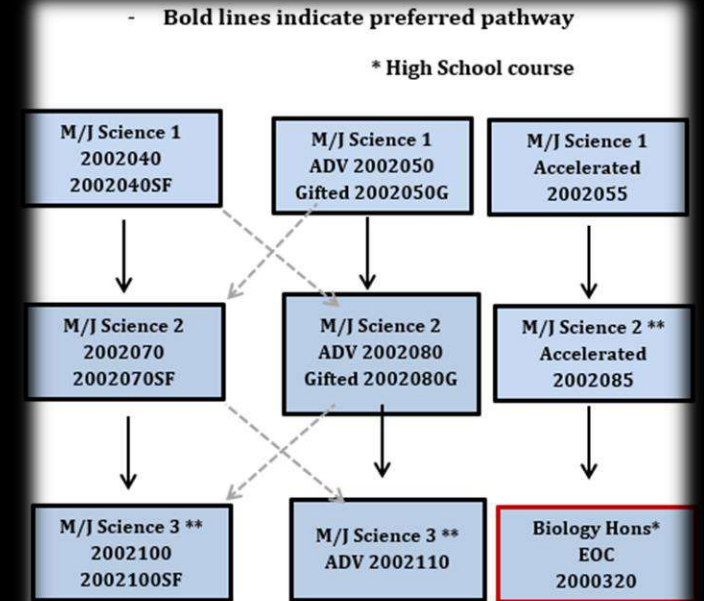 - Bold lines indicate preferred pathway
* High School course
M/J Science 1
2002040
2002040SF
M/J Science 1
ADV 2002050
Gifted 2002050G
M/J Science 1
Accelerated
2002055
M/J Science 2
2002070
2002070SF
M/J Science 2
ADV 2002080
Gifted 2002080G
M/J Science 2 **
Accelerated
2002085
M/J Science 3 **
2002100
2002100SF
M/J Science 3 **
ADV 2002110
Biology Hons*
EOC
2000320